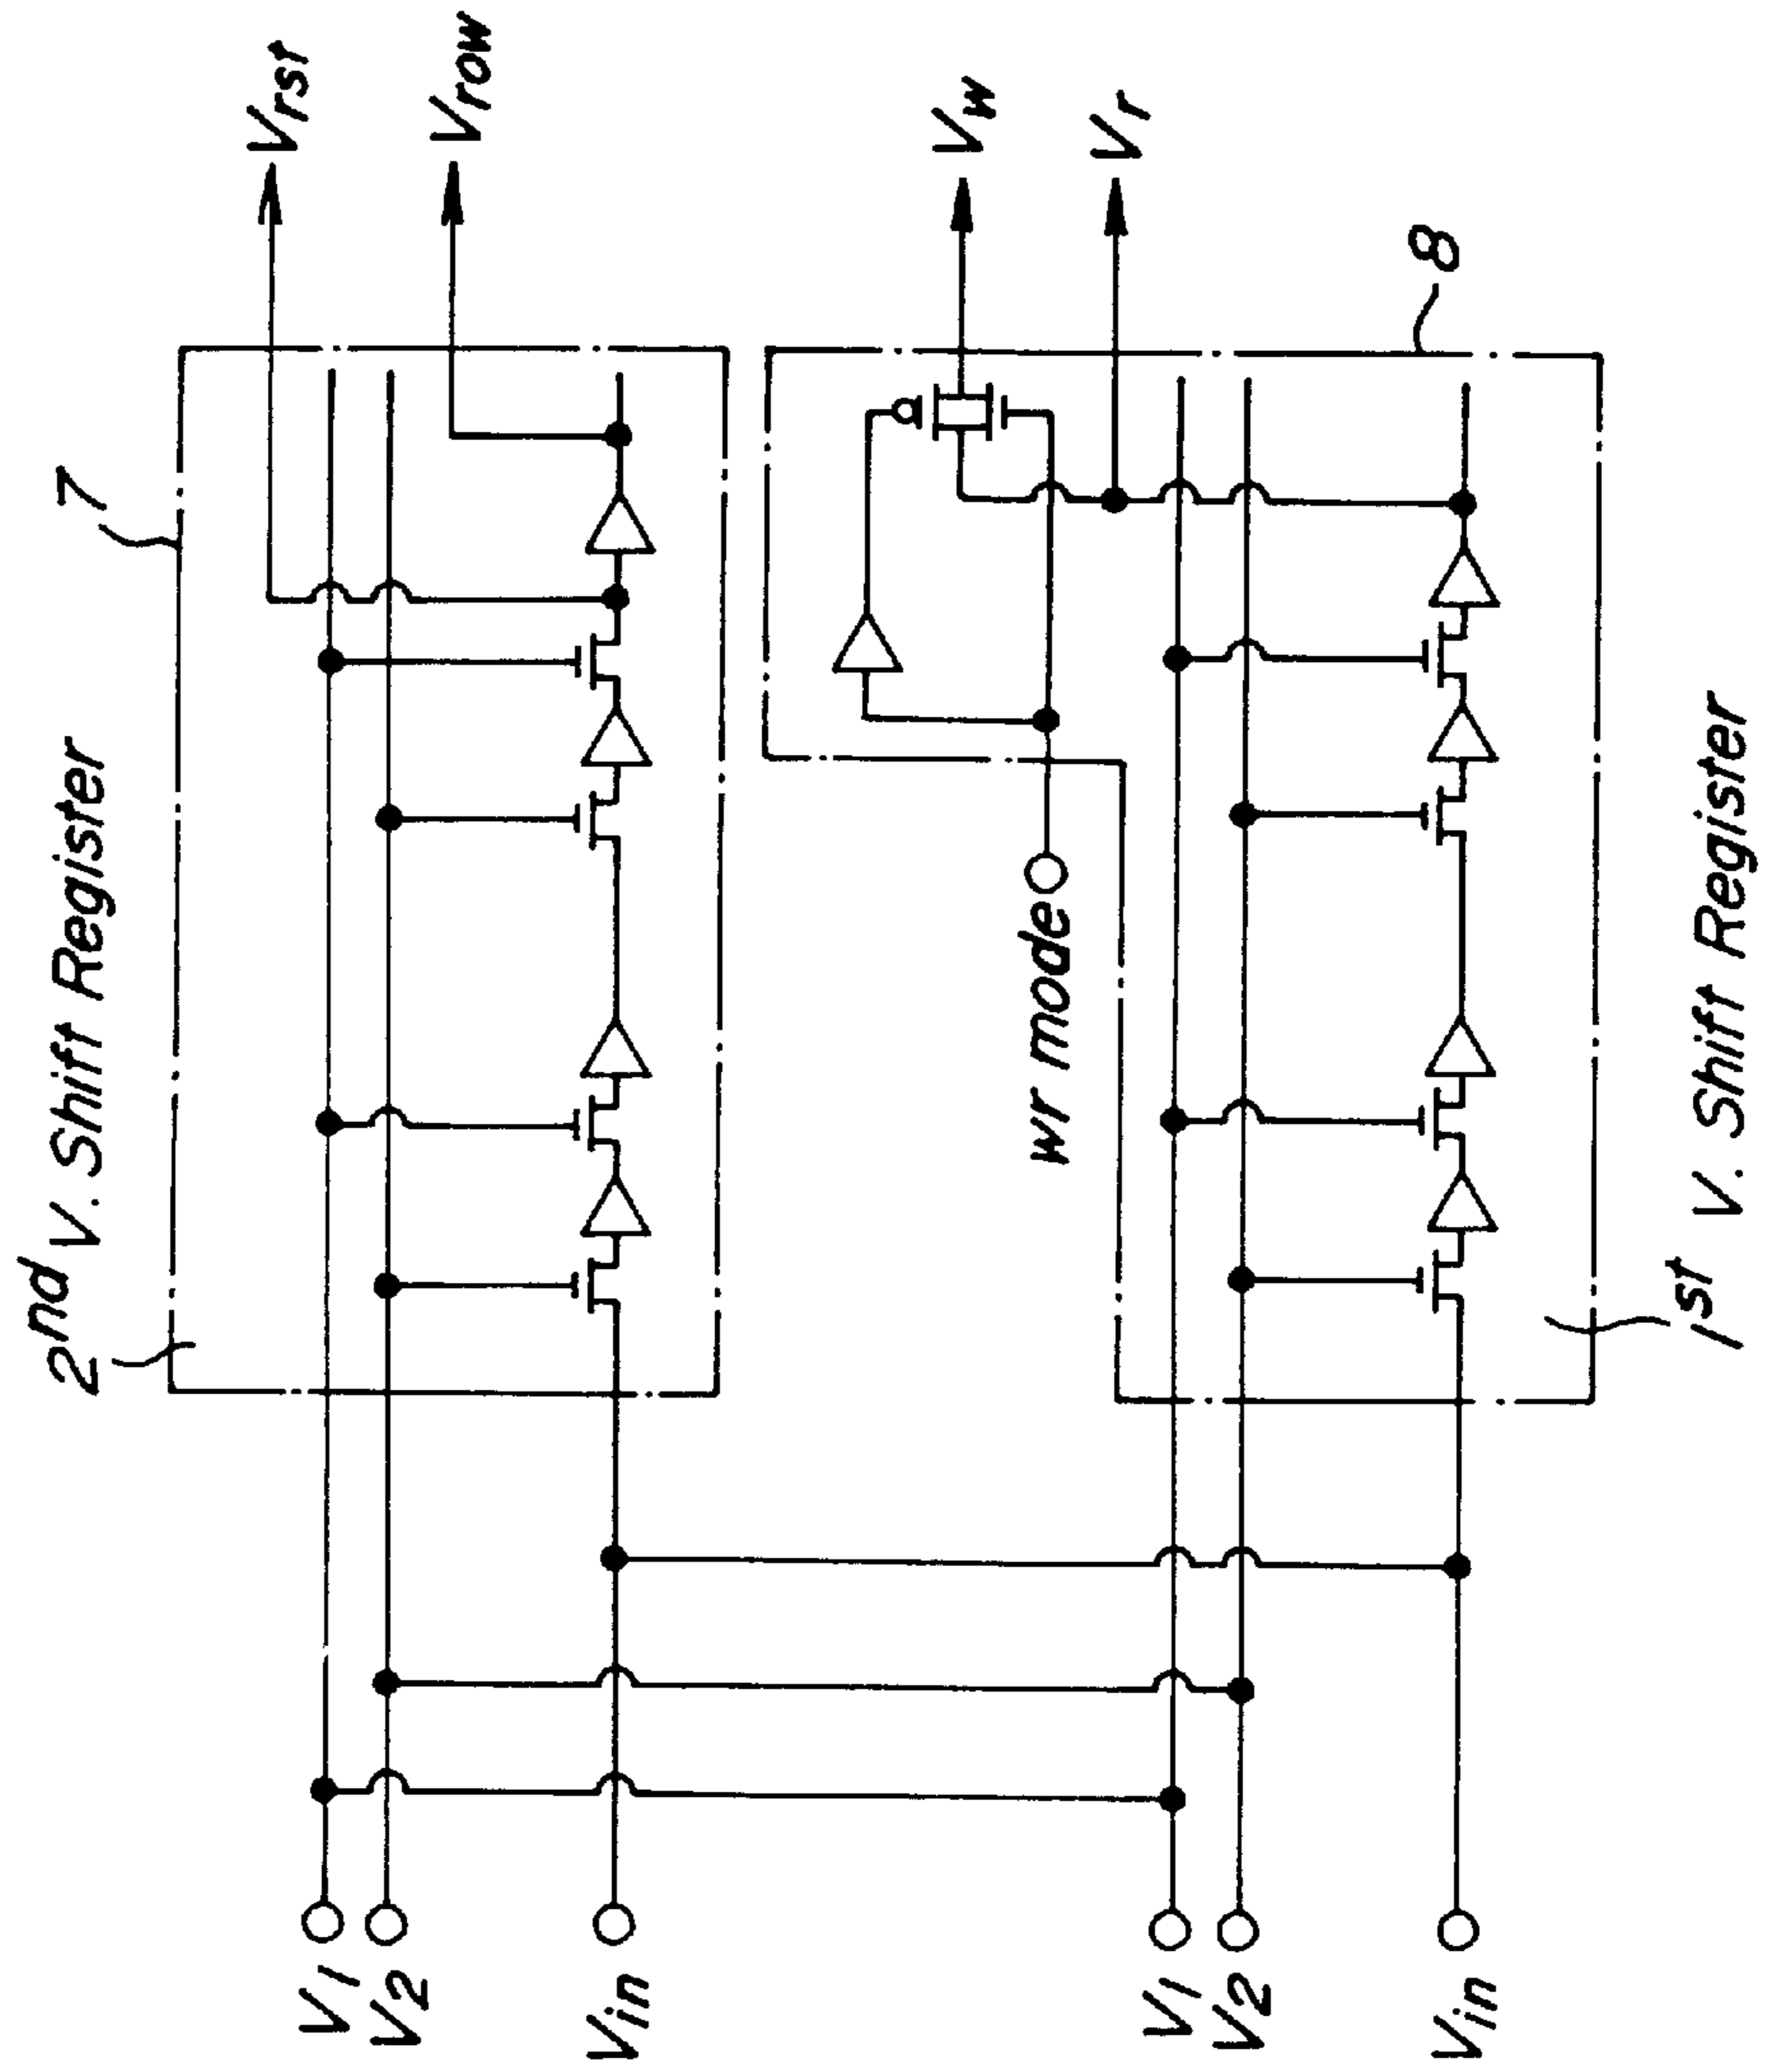 2nd V. Shift Register
7
Vrst
Vrow
V1
V2
Vin
wr mode
Vw
Vr
8
V1
V2
Vin
1st V. Shift Register